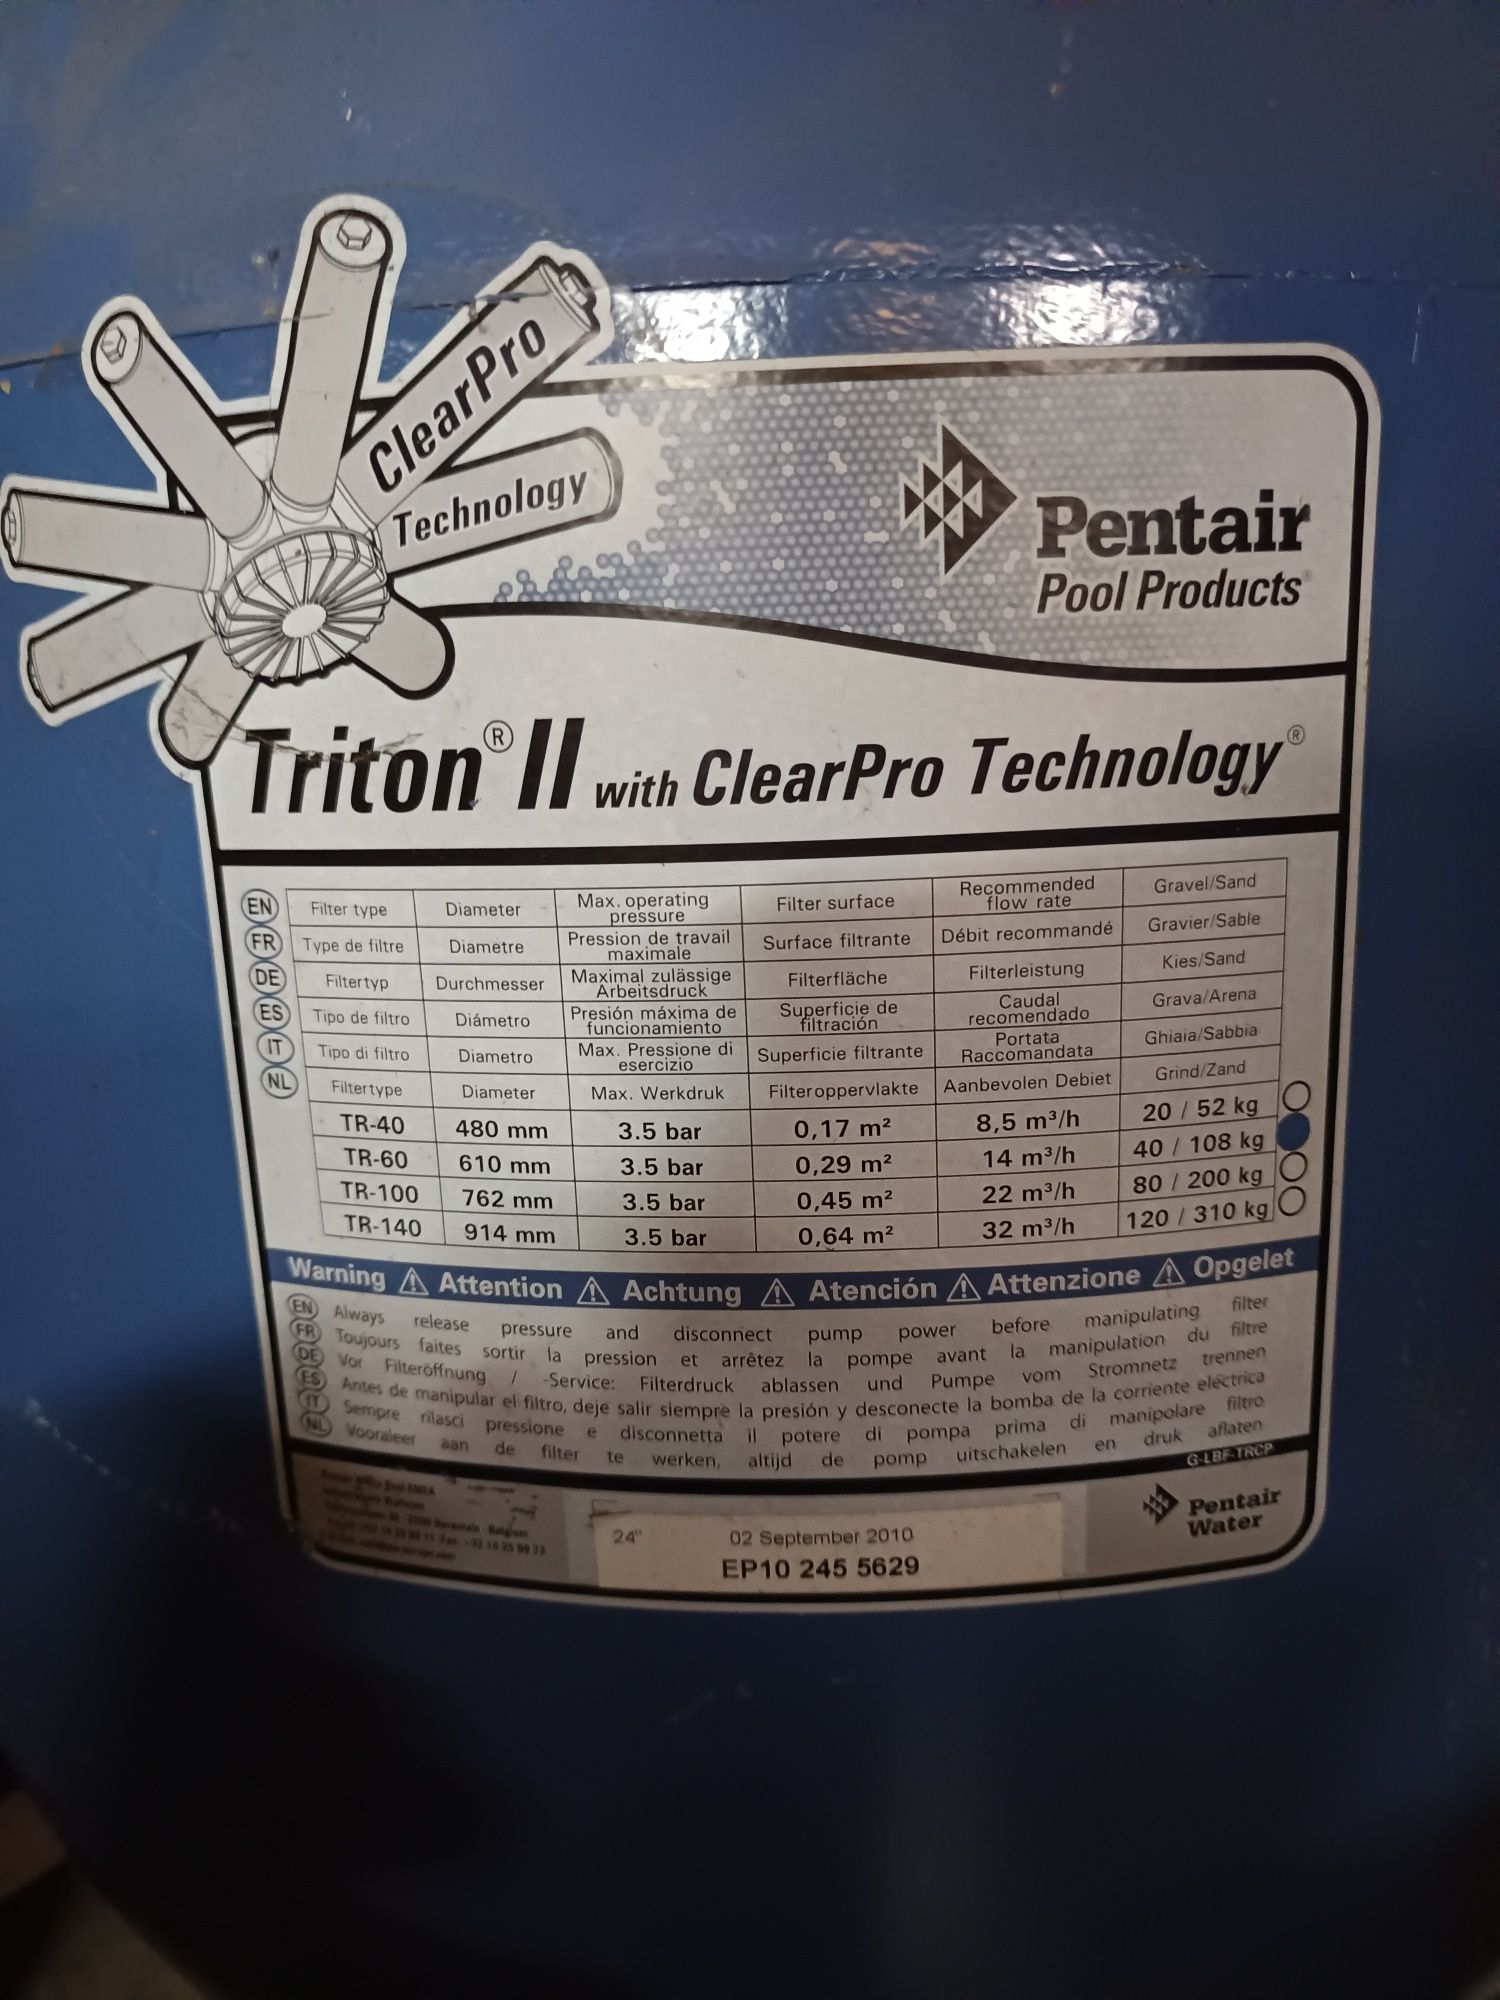 ClearPro
Technology
Pentair
Pool Products
Triton® II with ClearPro Technology®
EN Filter type Diameter Max. operating pressure Filter surface Recommended flow rate Gravel/Sand
FR Type de filtre Diametre Pression de travail maximale Surface filtrante Débit recommandé Gravier/Sable
DE Filtertyp Durchmesser Maximal zulässige Arbeitsdruck Filterfläche Filterleistung Kies/Sand
ES Tipo de filtro Diámetro Presión máxima de funcionamiento Superficie de filtración Caudal recomendado Grava/Arena
IT Tipo di filtro Diametro Max. Pressione di esercizio Superficie filtrante Portata Raccomandata Ghiaia/Sabbia
NL Filtertype Diameter Max. Werkdruk Filteroppervlakte Aanbevolen Debiet Grind/Zand
TR-40 480 mm 3.5 bar 0,17 m² 8,5 m³/h 20 / 52 kg
TR-60 610 mm 3.5 bar 0,29 m² 14 m³/h 40 / 108 kg
TR-100 762 mm 3.5 bar 0,45 m² 22 m³/h 80 / 200 kg
TR-140 914 mm 3.5 bar 0,64 m² 32 m³/h 120 / 310 kg
Warning ⚠ Attention ⚠ Achtung ⚠ Atención ⚠ Attenzione ⚠ Opgelet
EN Always release pressure and disconnect pump power before manipulating filter
FR Toujours faites sortir la pression et arrêtez la pompe avant la manipulation du filtre
DE Vor Filteröffnung / -Service: Filterdruck ablassen und Pumpe vom Stromnetz trennen
ES Antes de manipular el filtro, deje salir siempre la presión y desconecte la bomba de la corriente eléctrica
IT Sempre rilasci pressione e disconnetta il potere di pompa prima di manipolare filtro
NL Vooraleer aan de filter te werken, altijd de pomp uitschakelen en druk aflaten
G-LBF-TRCP
Pool EMEA
Herentals - Belgium
24" 02 September 2010
EP10 245 5629
Pentair
Water